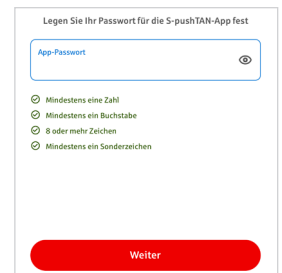 Legen Sie Ihr Passwort für die S-pushTAN-App fest
App-Passwort
Mindestens eine Zahl
Mindestens ein Buchstabe
8 oder mehr Zeichen
Mindestens ein Sonderzeichen
Weiter